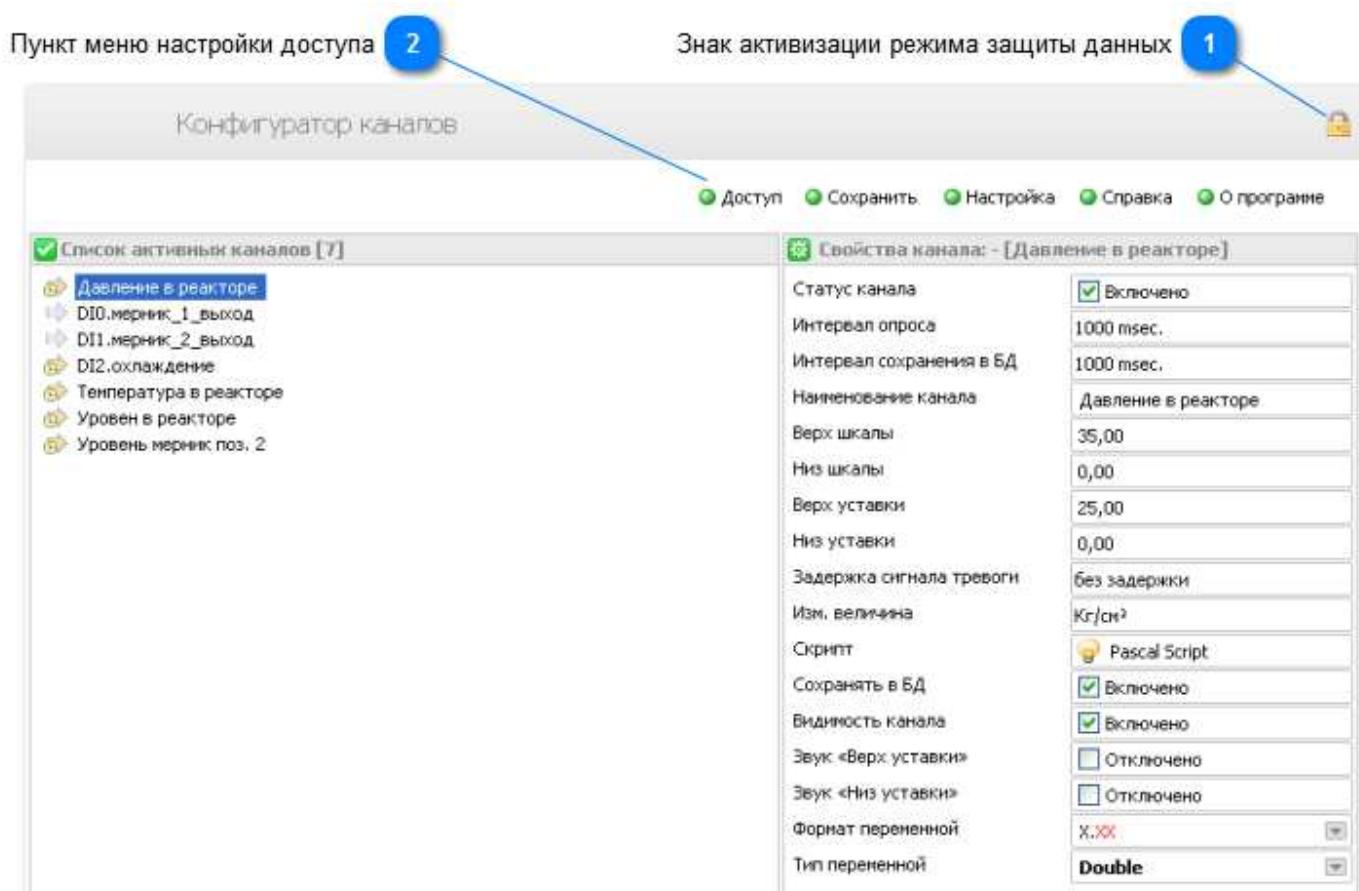 Пункт меню настройки доступа 2
Знак активизации режима защиты данных 1
Конфигуратор каналов
Доступ Сохранить Настройка Справка О программе
Список активных каналов [7]
Давление в реакторе
DI0.мерник_1_выход
DI1.мерник_2_выход
DI2.охлаждение
Температура в реакторе
Уровен в реакторе
Уровень мерник поз. 2
Свойства канала: - [Давление в реакторе]
Статус канала Включено
Интервал опроса 1000 msec.
Интервал сохранения в БД 1000 msec.
Наименование канала Давление в реакторе
Верх шкалы 35,00
Низ шкалы 0,00
Верх уставки 25,00
Низ уставки 0,00
Задержка сигнала тревоги без задержки
Изм. величина Кг/см²
Скрипт Pascal Script
Сохранять в БД Включено
Видимость канала Включено
Звук «Верх уставки» Отключено
Звук «Низ уставки» Отключено
Формат переменной X.XX
Тип переменной Double